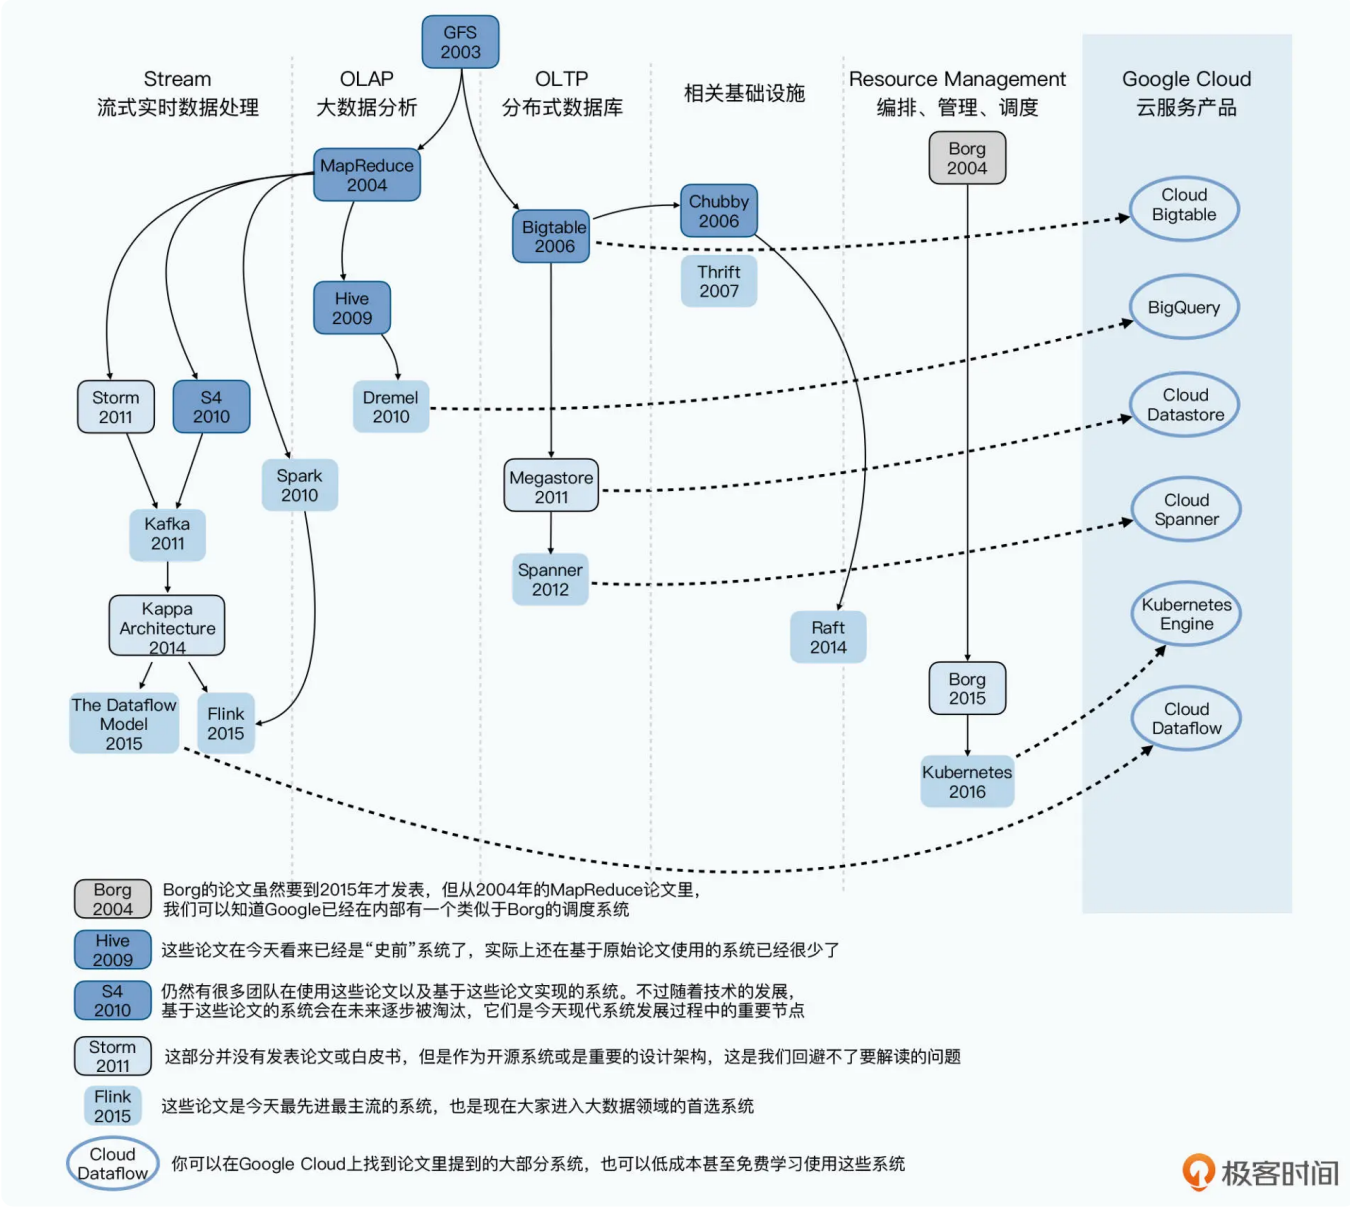 GFS
2003
Stream
流式实时数据处理
OLAP
大数据分析
OLTP
分布式数据库
相关基础设施
Resource Management
编排、管理、调度
Google Cloud
云服务产品
MapReduce
2004
Borg
2004
Bigtable
2006
Chubby
2006
Cloud
Bigtable
Thrift
2007
Hive
2009
BigQuery
Storm
2011
S4
2010
Dremel
2010
Cloud
Datastore
Spark
2010
Megastore
2011
Kafka
2011
Cloud
Spanner
Spanner
2012
Kappa
Architecture
2014
Raft
2014
Kubernetes
Engine
Borg
2015
The Dataflow
Model
2015
Flink
2015
Cloud
Dataflow
Kubernetes
2016
Borg
2004
Borg的论文虽然要到2015年才发表，但从2004年的MapReduce论文里，
我们可以知道Google已经在内部有一个类似于Borg的调度系统
Hive
2009
这些论文在今天看来已经是“史前”系统了，实际上还在基于原始论文使用的系统已经很少了
S4
2010
仍然有很多团队在使用这些论文以及基于这些论文实现的系统。不过随着技术的发展，
基于这些论文的系统会在未来逐步被淘汰，它们是今天现代系统发展过程中的重要节点
Storm
2011
这部分并没有发表论文或白皮书，但是作为开源系统或是重要的设计架构，这是我们回避不了要解读的问题
Flink
2015
这些论文是今天最先进最主流的系统，也是现在大家进入大数据领域的首选系统
Cloud
Dataflow
你可以在Google Cloud上找到论文里提到的大部分系统，也可以低成本甚至免费学习使用这些系统
极客时间